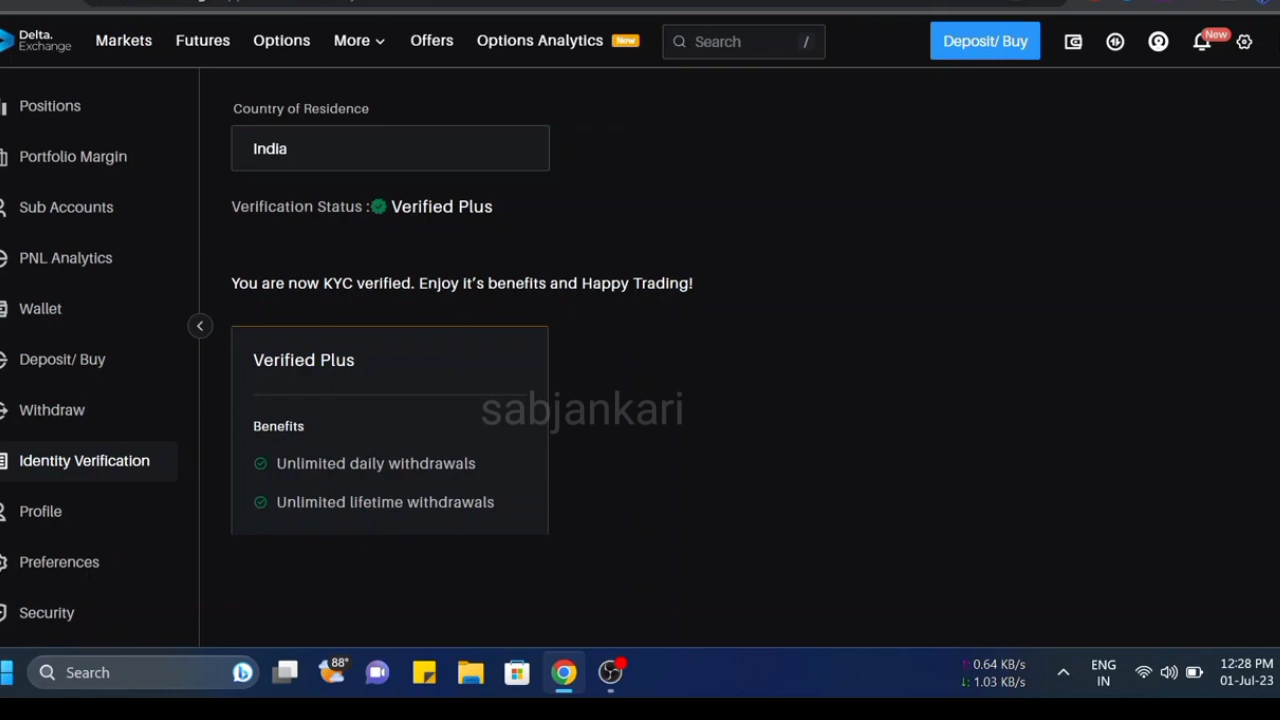 Delta.
Exchange
Markets
Futures
Options
More
Offers
Options Analytics
New
Search
/
Deposit/ Buy
New
Positions
Portfolio Margin
Sub Accounts
PNL Analytics
Wallet
Deposit/ Buy
Withdraw
Identity Verification
Profile
Preferences
Security
Country of Residence
India
Verification Status :
Verified Plus
You are now KYC verified. Enjoy it's benefits and Happy Trading!
Verified Plus
sabjankari
Benefits
Unlimited daily withdrawals
Unlimited lifetime withdrawals
Search
88°
↑: 0.64 KB/s
↓: 1.03 KB/s
ENG
IN
12:28 PM
01-Jul-23